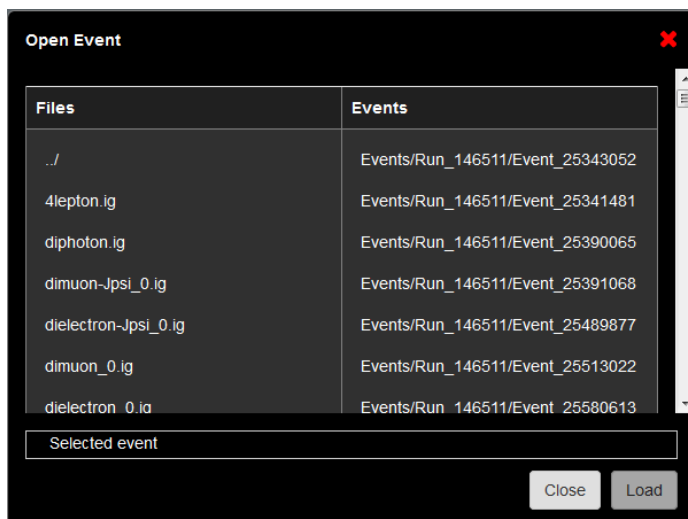 Open Event
Files Events
../ Events/Run_146511/Event_25343052
4lepton.ig Events/Run_146511/Event_25341481
diphoton.ig Events/Run_146511/Event_25390065
dimuon-Jpsi_0.ig Events/Run_146511/Event_25391068
dielectron-Jpsi_0.ig Events/Run_146511/Event_25489877
dimuon_0.ig Events/Run_146511/Event_25513022
dielectron_0.ig Events/Run_146511/Event_25580613
Selected event
Close Load